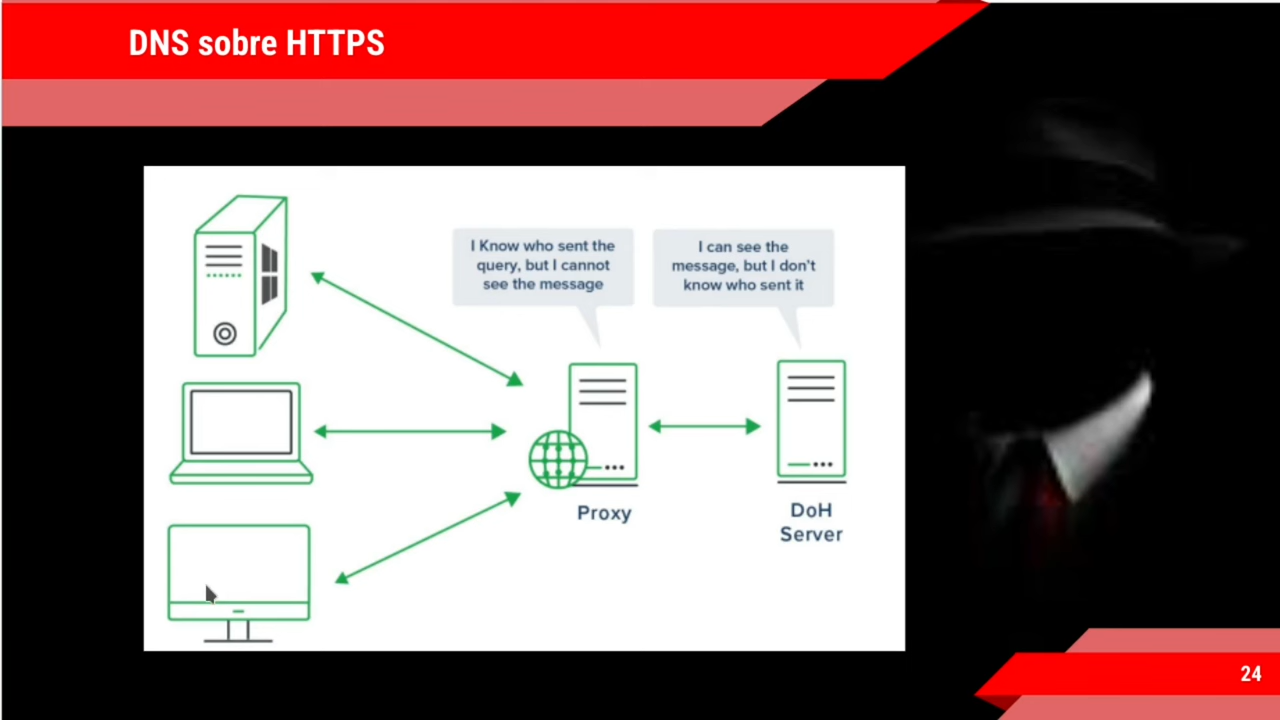 DNS sobre HTTPS
I Know who sent the
query, but I cannot
see the message
I can see the
message, but I don't
know who sent it
Proxy
DoH
Server
24